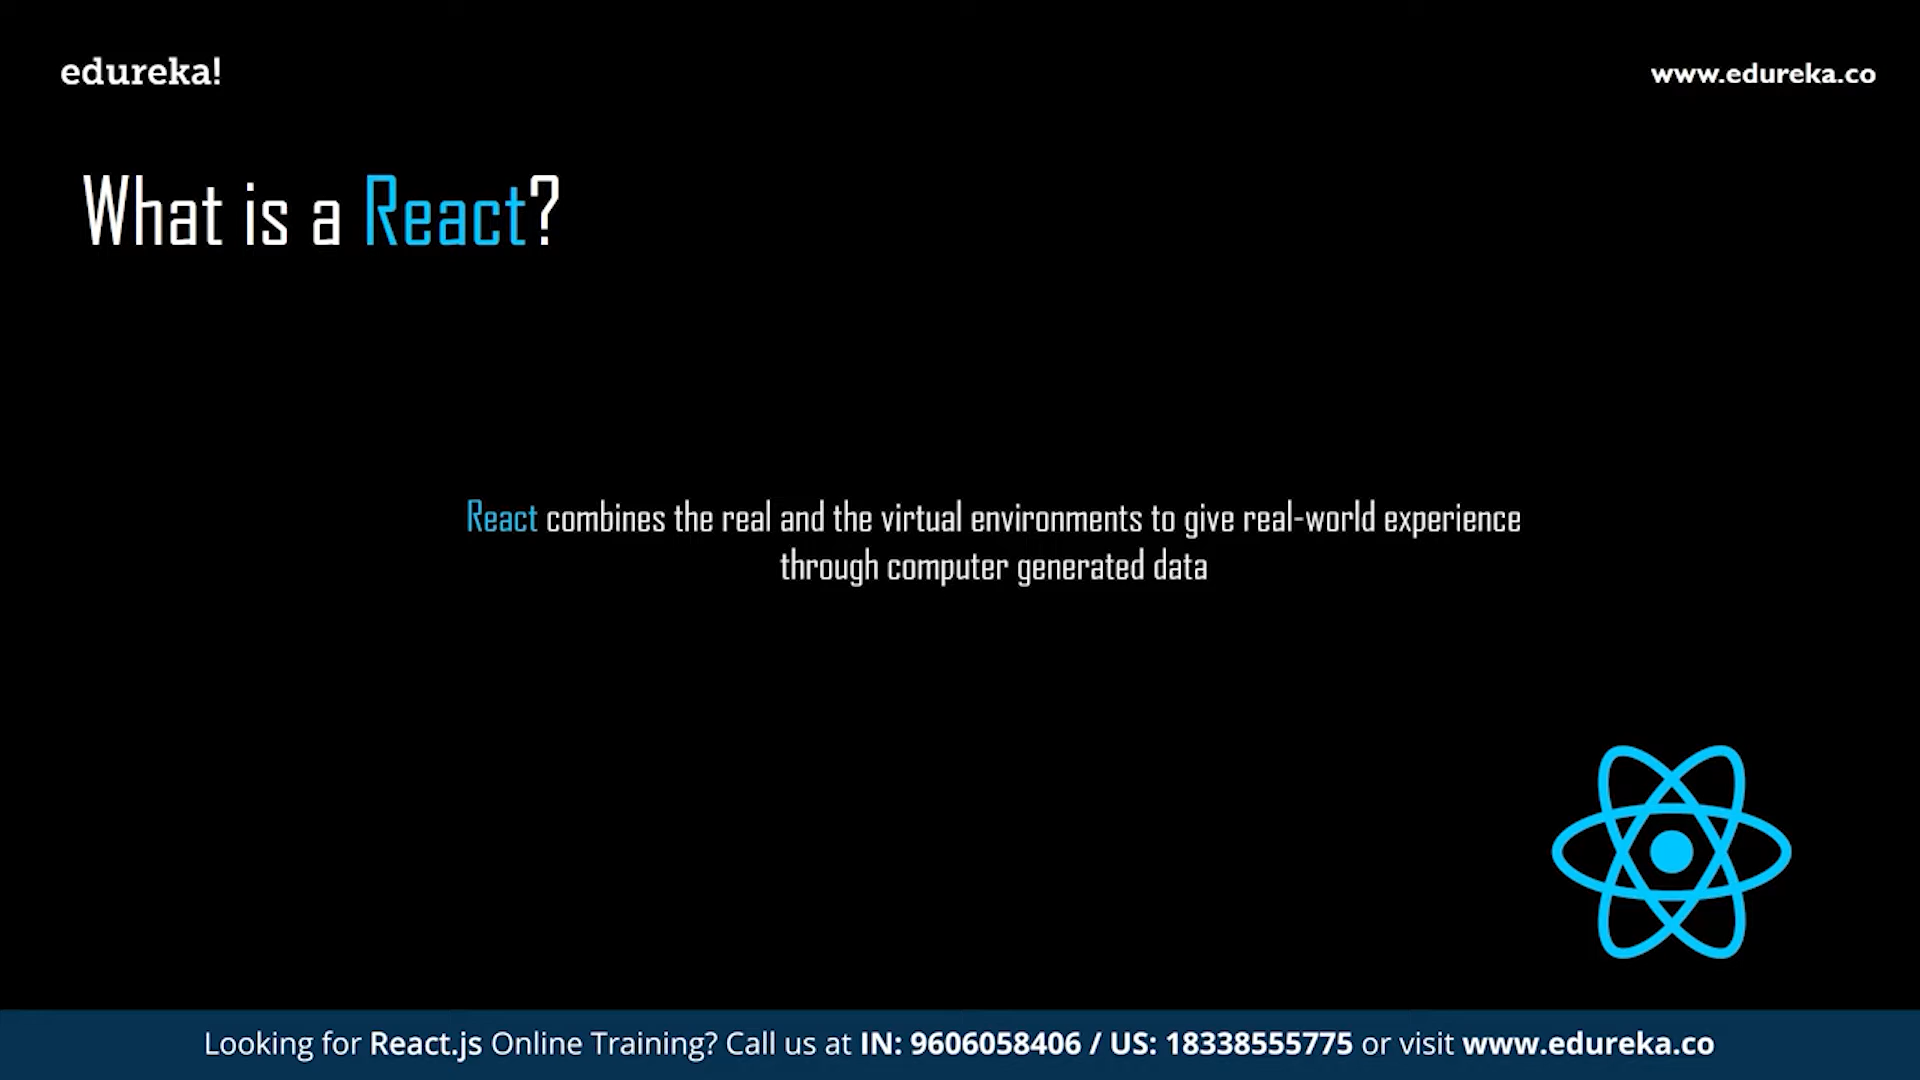 edureka!
www.edureka.co
What is a React?
React combines the real and the virtual environments to give real-world experience
through computer generated data
Looking for React.js Online Training? Call us at IN: 9606058406 / US: 18338555775 or visit www.edureka.co